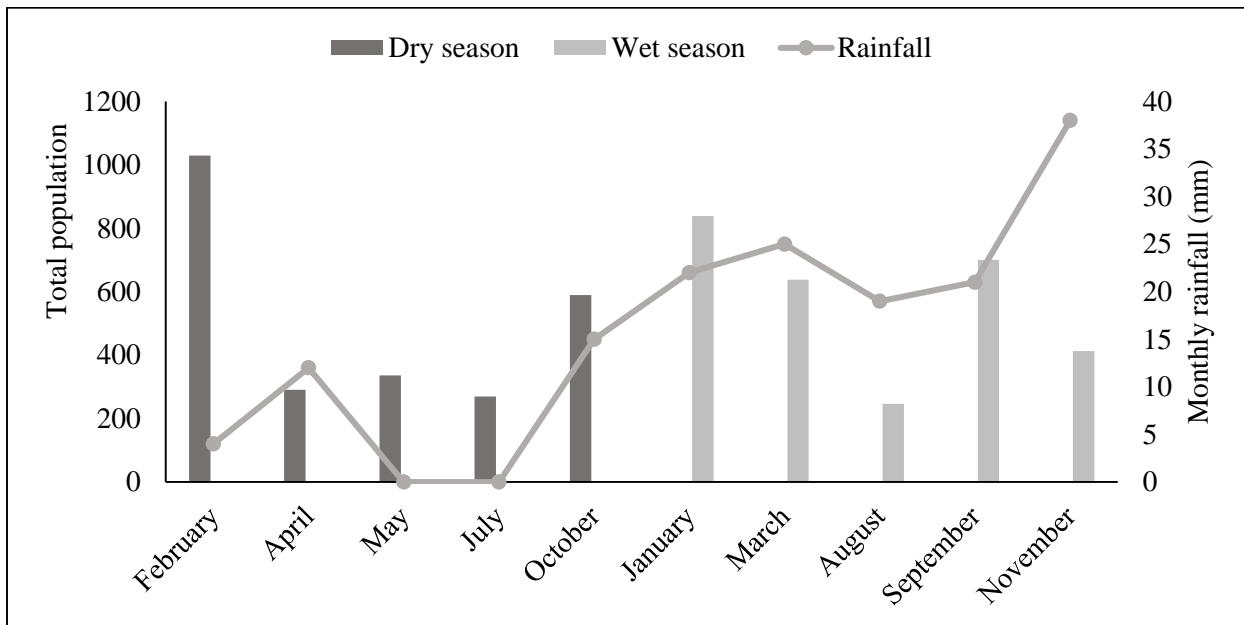 Dry season Wet season Rainfall
Total population
1200
1000
800
600
400
200
0
40
35
30
25
20
15
10
5
0
Monthly rainfall (mm)
February
April
May
July
October
January
March
August
September
November